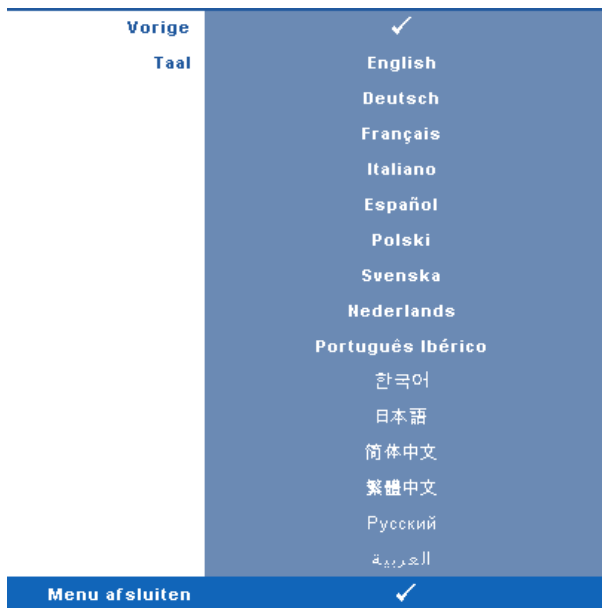 Vorige ✓
Taal English
Deutsch
Français
Italiano
Español
Polski
Svenska
Nederlands
Português Ibérico
한국어
日本語
简体中文
繁體中文
Русский
العربية
Menu afsluiten ✓